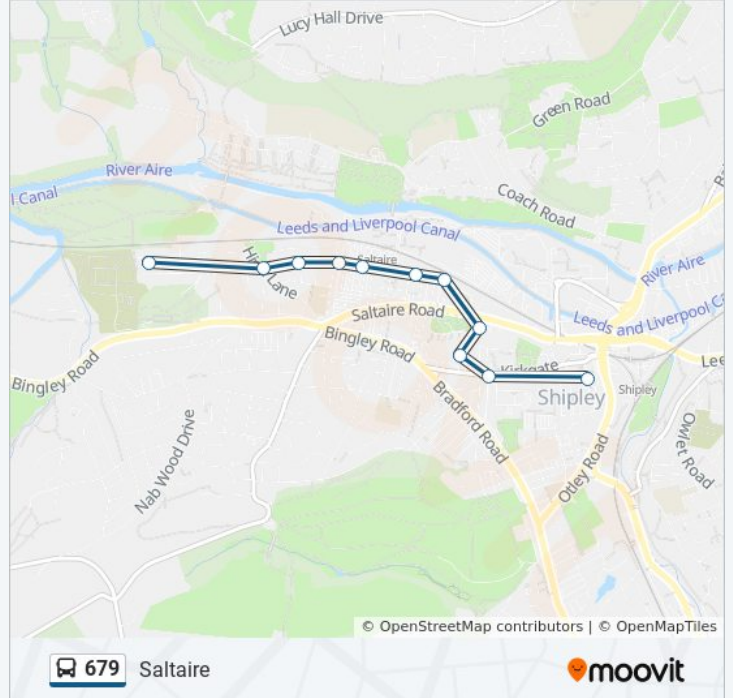 Lucy Hall Drive
Green Road
River Aire
l Canal
Coach Road
Leeds and Liverpool Canal
Saltaire
River Aire
Saltaire Road
Leeds and Liverpool Ca
Bingley Road
Kirkgate
Lee
Bingley Road
Shipley
Shipley
Bradford Road
Nab Wood Drive
Otley Road
Owlet Road
© OpenStreetMap contributors | © OpenMapTiles
679 Saltaire
moovit